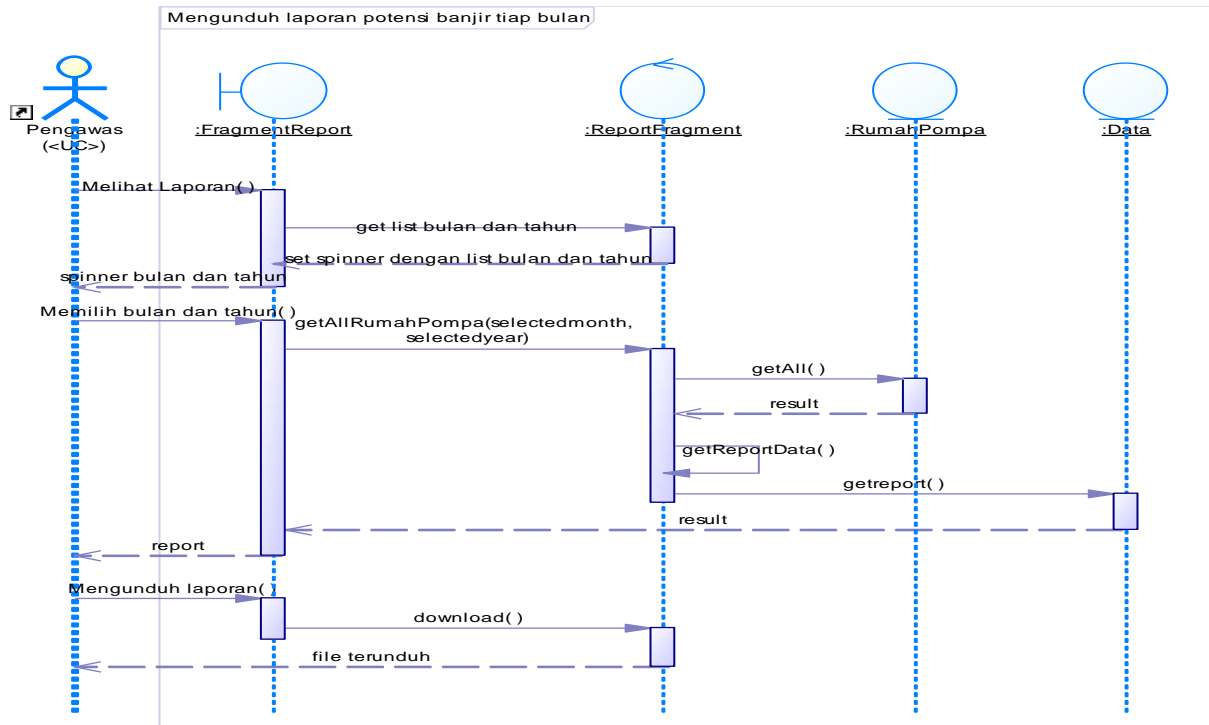 Mengunduh laporan potensi banjir tiap bulan
Pengawas
(<UC>)
:FragmentReport
:ReportFragment
:RumahPompa
:Data
Melihat Laporan( )
get list bulan dan tahun
set spinner dengan list bulan dan tahun
spinner bulan dan tahun
Memilih bulan dan tahun( )
getAllRumahPompa(selectedmonth,
selectedyear)
getAll( )
result
getReportData( )
getreport( )
result
report
Mengunduh laporan( )
download( )
file terunduh